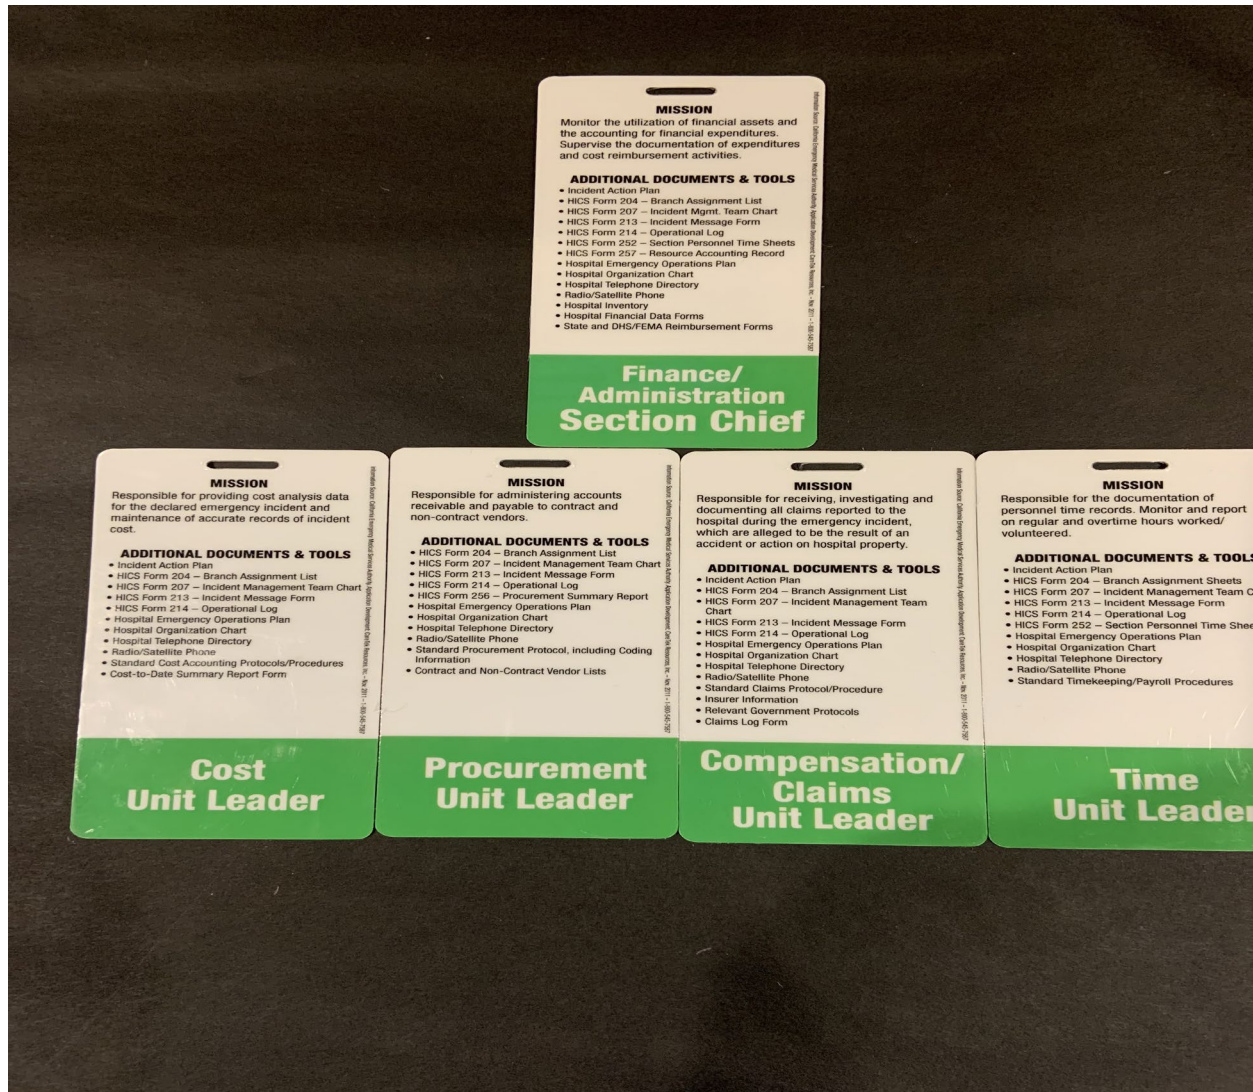 MISSION
Monitor the utilization of financial assets and
the accounting for financial expenditures.
Supervise the documentation of expenditures
and cost reimbursement activities.
ADDITIONAL DOCUMENTS & TOOLS
• Incident Action Plan
• HICS Form 204 – Branch Assignment List
• HICS Form 207 – Incident Mgmt. Team Chart
• HICS Form 213 – Incident Message Form
• HICS Form 214 – Operational Log
• HICS Form 252 – Section Personnel Time Sheets
• HICS Form 257 – Resource Accounting Record
• Hospital Emergency Operations Plan
• Hospital Organization Chart
• Hospital Telephone Directory
• Radio/Satellite Phone
• Hospital Inventory
• Hospital Financial Data Forms
• State and DHS/FEMA Reimbursement Forms
Information Source: California Emergency Medical Services Authority. Application Development: CareTrix Resources, Inc. – Nov. 2011 – 1-800-545-7587
Finance/
Administration
Section Chief
MISSION
Responsible for providing cost analysis data
for the declared emergency incident and
maintenance of accurate records of incident
cost.
ADDITIONAL DOCUMENTS & TOOLS
• Incident Action Plan
• HICS Form 204 – Branch Assignment List
• HICS Form 207 – Incident Management Team Chart
• HICS Form 213 – Incident Message Form
• HICS Form 214 – Operational Log
• Hospital Emergency Operations Plan
• Hospital Organization Chart
• Hospital Telephone Directory
• Radio/Satellite Phone
• Standard Cost Accounting Protocols/Procedures
• Cost-to-Date Summary Report Form
Cost
Unit Leader
MISSION
Responsible for administering accounts
receivable and payable to contract and
non-contract vendors.
ADDITIONAL DOCUMENTS & TOOLS
• HICS Form 204 – Branch Assignment List
• HICS Form 207 – Incident Management Team Chart
• HICS Form 213 – Incident Message Form
• HICS Form 214 – Operational Log
• HICS Form 256 – Procurement Summary Report
• Hospital Emergency Operations Plan
• Hospital Organization Chart
• Hospital Telephone Directory
• Radio/Satellite Phone
• Standard Procurement Protocol, including Coding
Information
• Contract and Non-Contract Vendor Lists
Procurement
Unit Leader
MISSION
Responsible for receiving, investigating and
documenting all claims reported to the
hospital during the emergency incident,
which are alleged to be the result of an
accident or action on hospital property.
ADDITIONAL DOCUMENTS & TOOLS
• Incident Action Plan
• HICS Form 204 – Branch Assignment List
• HICS Form 207 – Incident Management Team
Chart
• HICS Form 213 – Incident Message Form
• HICS Form 214 – Operational Log
• Hospital Emergency Operations Plan
• Hospital Organization Chart
• Hospital Telephone Directory
• Radio/Satellite Phone
• Standard Claims Protocol/Procedure
• Insurer Information
• Relevant Government Protocols
• Claims Log Form
Compensation/
Claims
Unit Leader
MISSION
Responsible for the documentation of
personnel time records. Monitor and report
on regular and overtime hours worked/
volunteered.
ADDITIONAL DOCUMENTS & TOOLS
• Incident Action Plan
• HICS Form 204 – Branch Assignment Sheets
• HICS Form 207 – Incident Management Team C
• HICS Form 213 – Incident Message Form
• HICS Form 214 – Operational Log
• HICS Form 252 – Section Personnel Time Shee
• Hospital Emergency Operations Plan
• Hospital Organization Chart
• Hospital Telephone Directory
• Radio/Satellite Phone
• Standard Timekeeping/Payroll Procedures
Time
Unit Leader